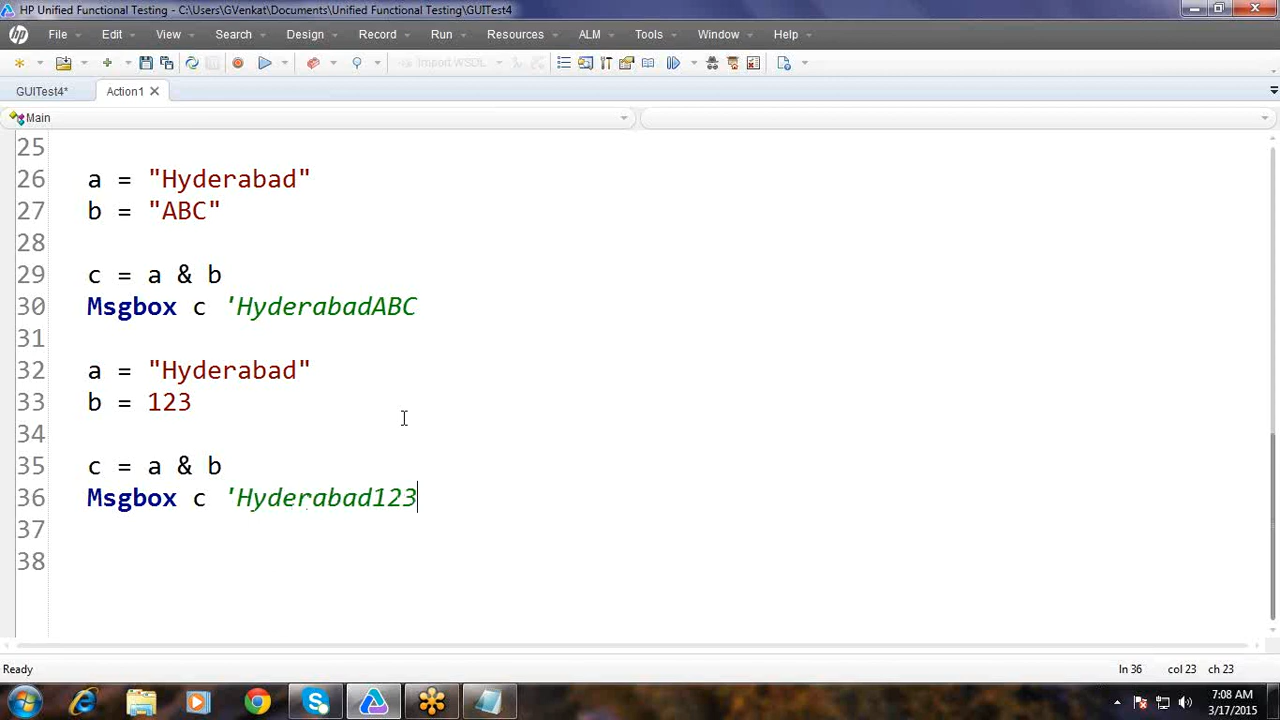 HP Unified Functional Testing - C:\Users\GVenkat\Documents\Unified Functional Testing\GUITest4
hp File Edit View Search Design Record Run Resources ALM Tools Window Help
Import WSDL
GUITest4* Action1
Main
25
26 a = "Hyderabad"
27 b = "ABC"
28
29 c = a & b
30 Msgbox c 'HyderabadABC
31
32 a = "Hyderabad"
33 b = 123
34
35 c = a & b
36 Msgbox c 'Hyderabad123
37
38
Ready Ln 36 col 23 ch 23
7:08 AM
3/17/2015